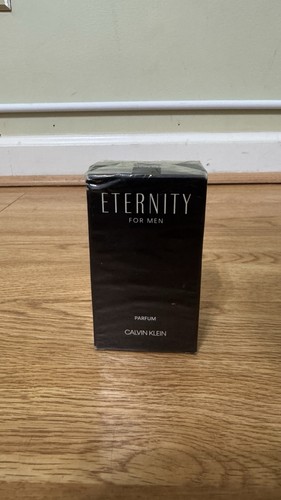 ETERNITY
FOR MEN
PARFUM
CALVIN KLEIN